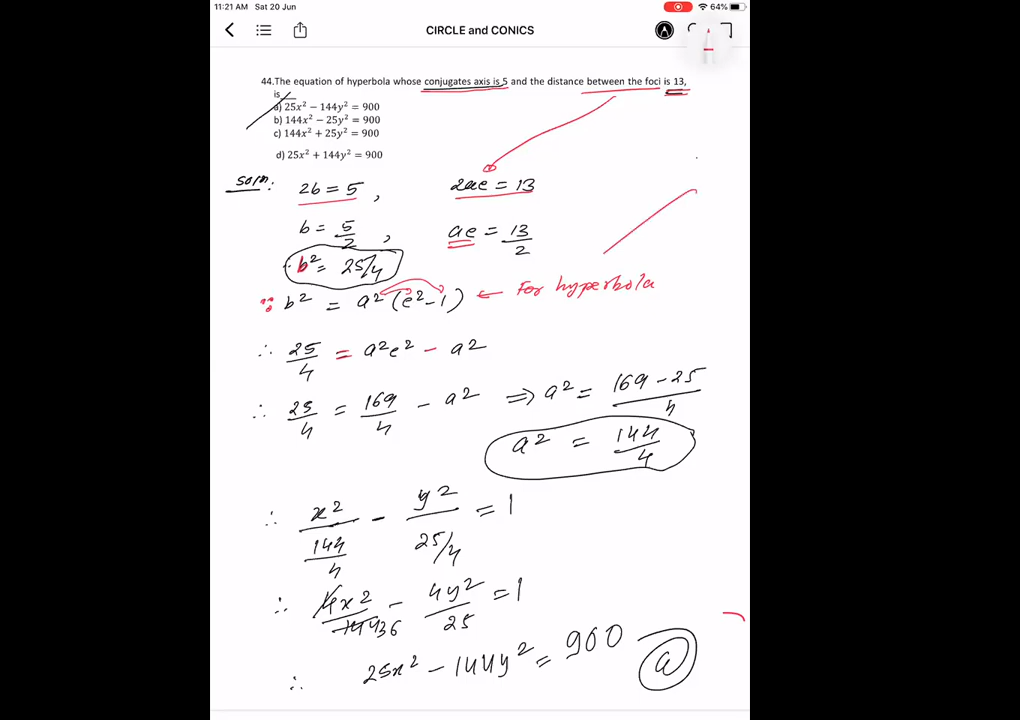 11:21 AM Sat 20 Jun 64%
CIRCLE and CONICS
44.The equation of hyperbola whose conjugates axis is 5 and the distance between the foci is 13,
is
a) 25x² − 144y² = 900
b) 144x² − 25y² = 900
c) 144x² + 25y² = 900
d) 25x² + 144y² = 900
soln:
2b = 5 , 2ae = 13
b = 5/2 , ae = 13/2
b² = 25/4
∵ b² = a² (e² − 1) ← For hyperbola
∴ 25/4 = a²e² − a²
∴ 25/4 = 169/4 − a² ⇒ a² = 169 − 25/4
a² = 144/4
∴ x²/144/4 − y²/25/4 = 1
∴ 4x²/144 36 − 4y²/25 = 1
∴ 25x² − 144y² = 900 a